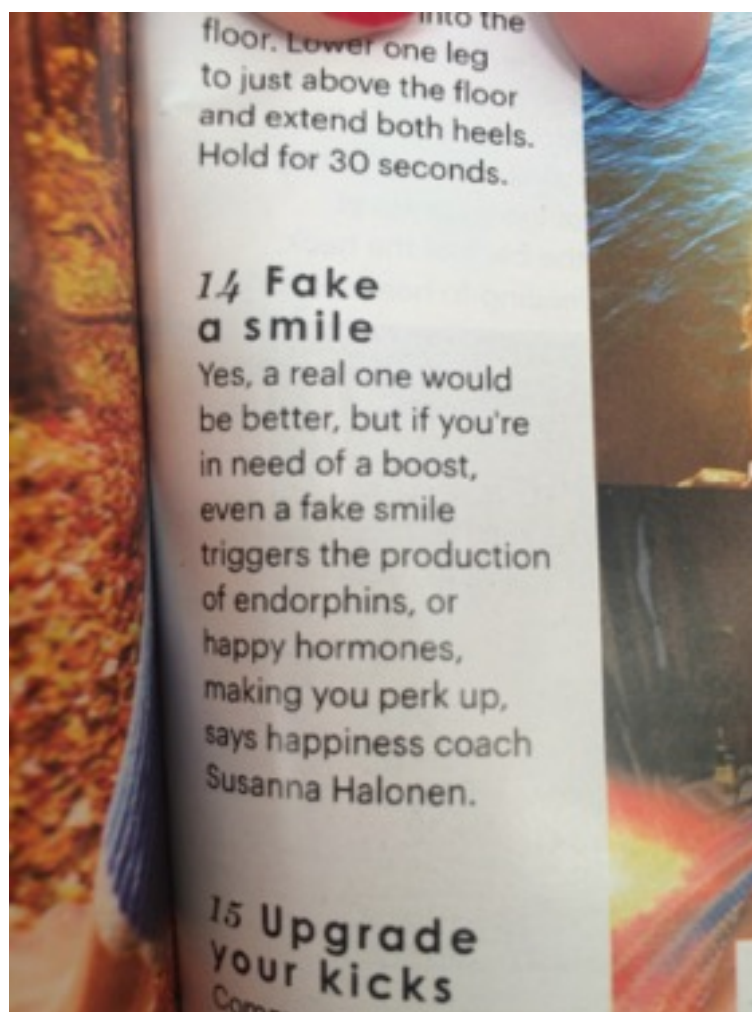 into the
floor. Lower one leg
to just above the floor
and extend both heels.
Hold for 30 seconds.
14 Fake
a smile
Yes, a real one would
be better, but if you're
in need of a boost,
even a fake smile
triggers the production
of endorphins, or
happy hormones,
making you perk up,
says happiness coach
Susanna Halonen.
15 Upgrade
your kicks